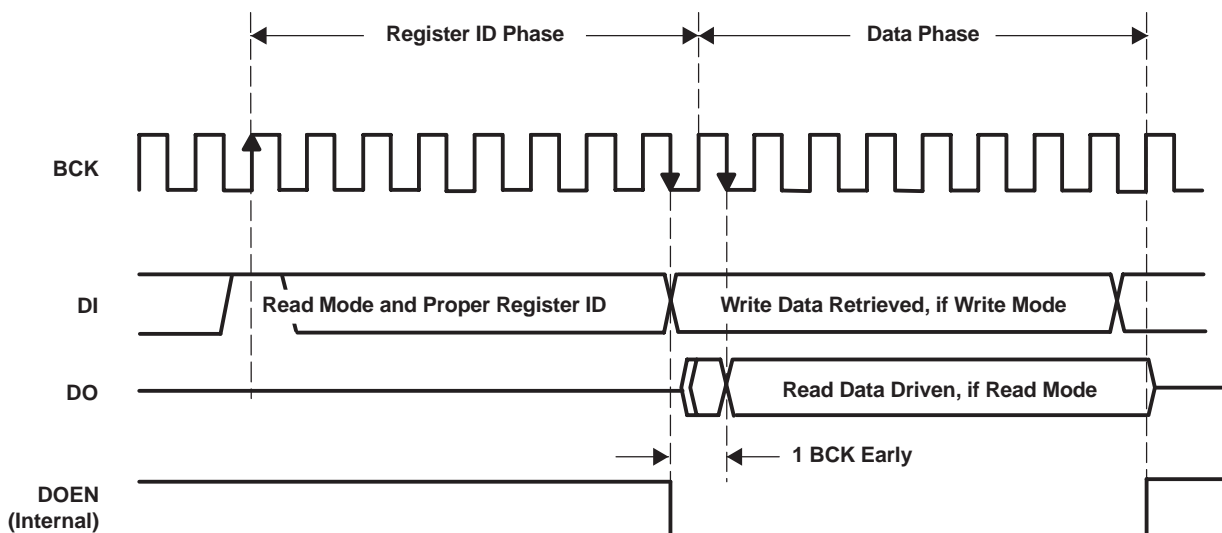 Register ID Phase
Data Phase
BCK
DI
Read Mode and Proper Register ID
Write Data Retrieved, if Write Mode
DO
Read Data Driven, if Read Mode
1 BCK Early
DOEN
(Internal)